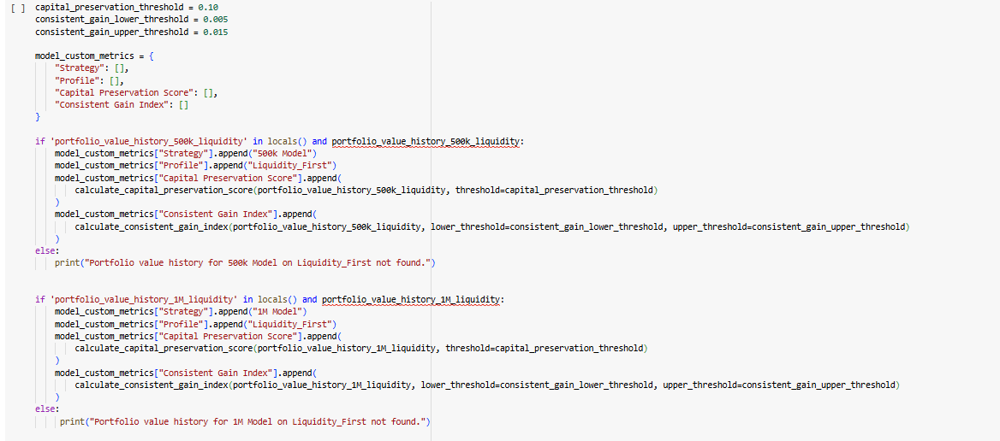 [ ] capital_preservation_threshold = 0.10
consistent_gain_lower_threshold = 0.005
consistent_gain_upper_threshold = 0.015
model_custom_metrics = {
"Strategy": [],
"Profile": [],
"Capital Preservation Score": [],
"Consistent Gain Index": []
}
if 'portfolio_value_history_500k_liquidity' in locals() and portfolio_value_history_500k_liquidity:
model_custom_metrics["Strategy"].append("500k Model")
model_custom_metrics["Profile"].append("Liquidity_First")
model_custom_metrics["Capital Preservation Score"].append(
calculate_capital_preservation_score(portfolio_value_history_500k_liquidity, threshold=capital_preservation_threshold)
)
model_custom_metrics["Consistent Gain Index"].append(
calculate_consistent_gain_index(portfolio_value_history_500k_liquidity, lower_threshold=consistent_gain_lower_threshold, upper_threshold=consistent_gain_upper_threshold)
)
else:
print("Portfolio value history for 500k Model on Liquidity_First not found.")
if 'portfolio_value_history_1M_liquidity' in locals() and portfolio_value_history_1M_liquidity:
model_custom_metrics["Strategy"].append("1M Model")
model_custom_metrics["Profile"].append("Liquidity_First")
model_custom_metrics["Capital Preservation Score"].append(
calculate_capital_preservation_score(portfolio_value_history_1M_liquidity, threshold=capital_preservation_threshold)
)
model_custom_metrics["Consistent Gain Index"].append(
calculate_consistent_gain_index(portfolio_value_history_1M_liquidity, lower_threshold=consistent_gain_lower_threshold, upper_threshold=consistent_gain_upper_threshold)
)
else:
print("Portfolio value history for 1M Model on Liquidity_First not found.")